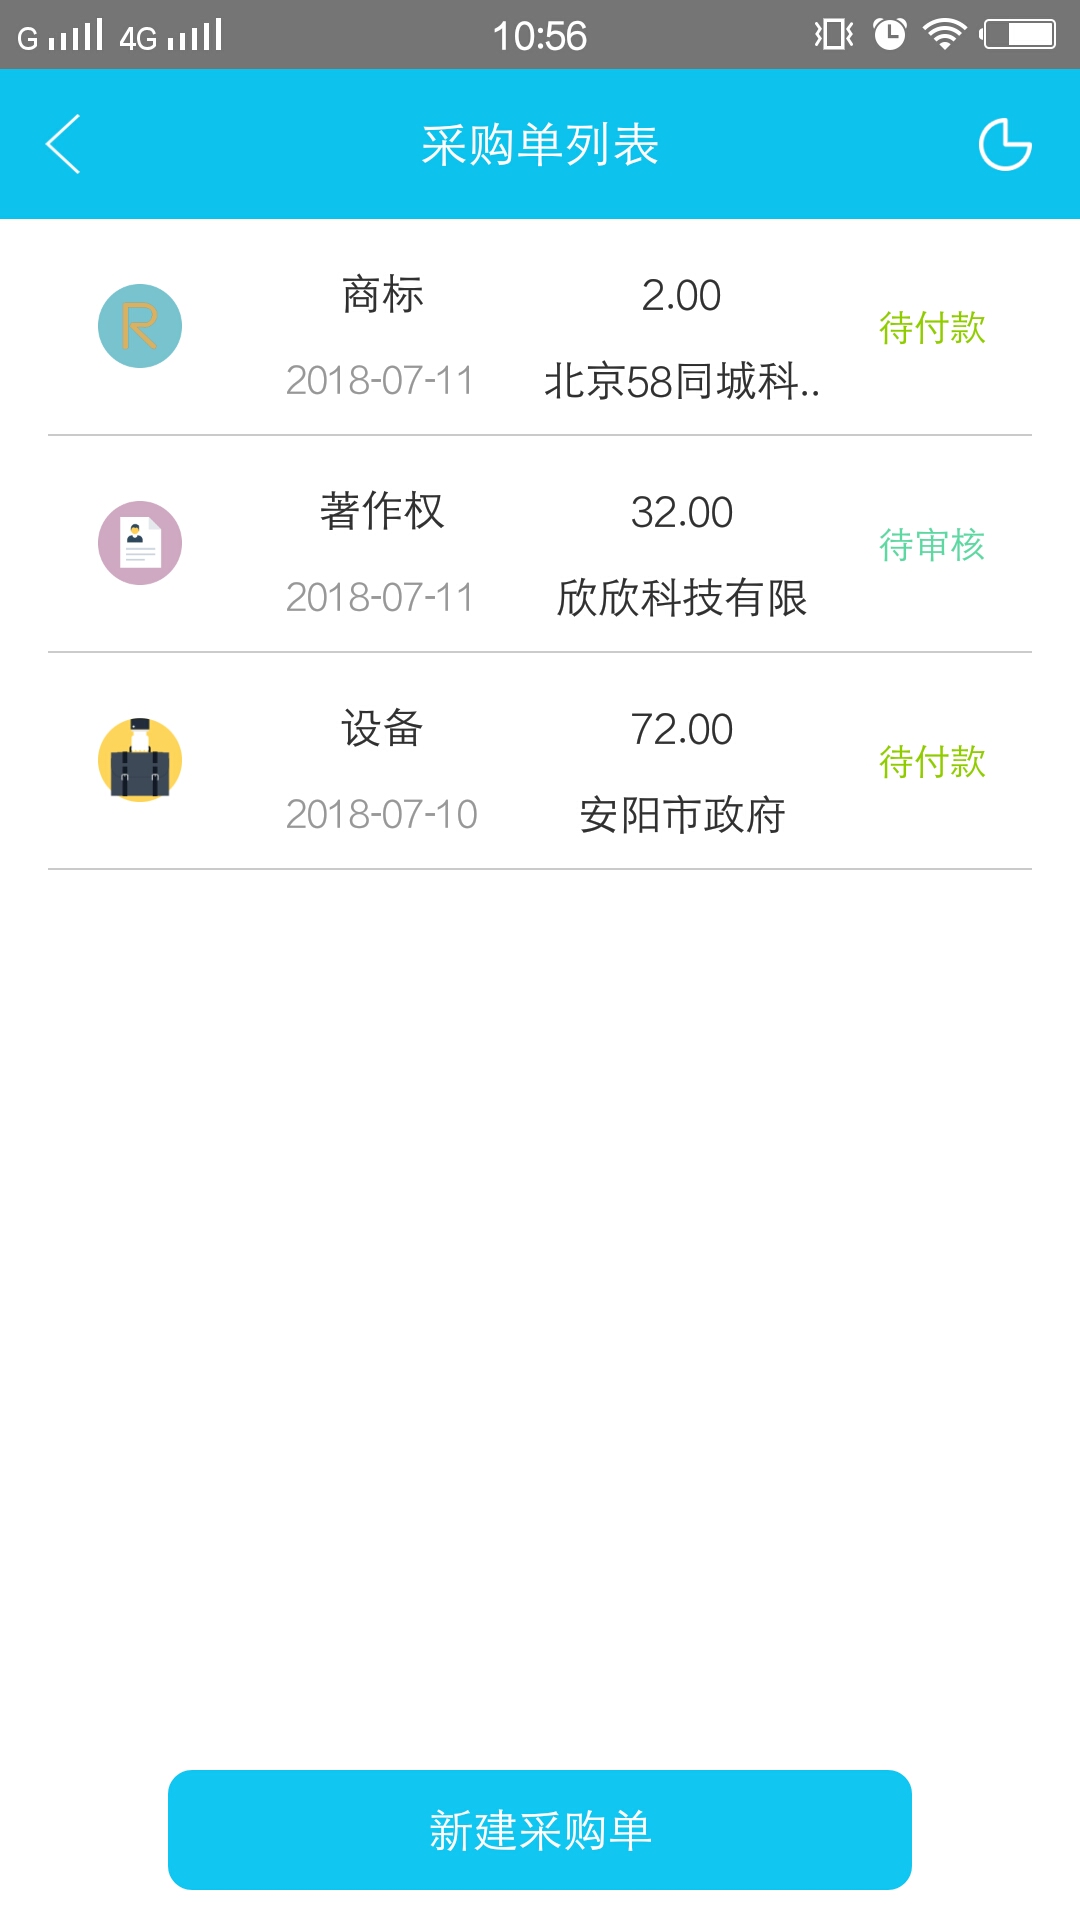 G 4G 10:56
采购单列表
商标 2.00
待付款
2018-07-11 北京58同城科..
著作权 32.00
待审核
2018-07-11 欣欣科技有限
设备 72.00
待付款
2018-07-10 安阳市政府
新建采购单